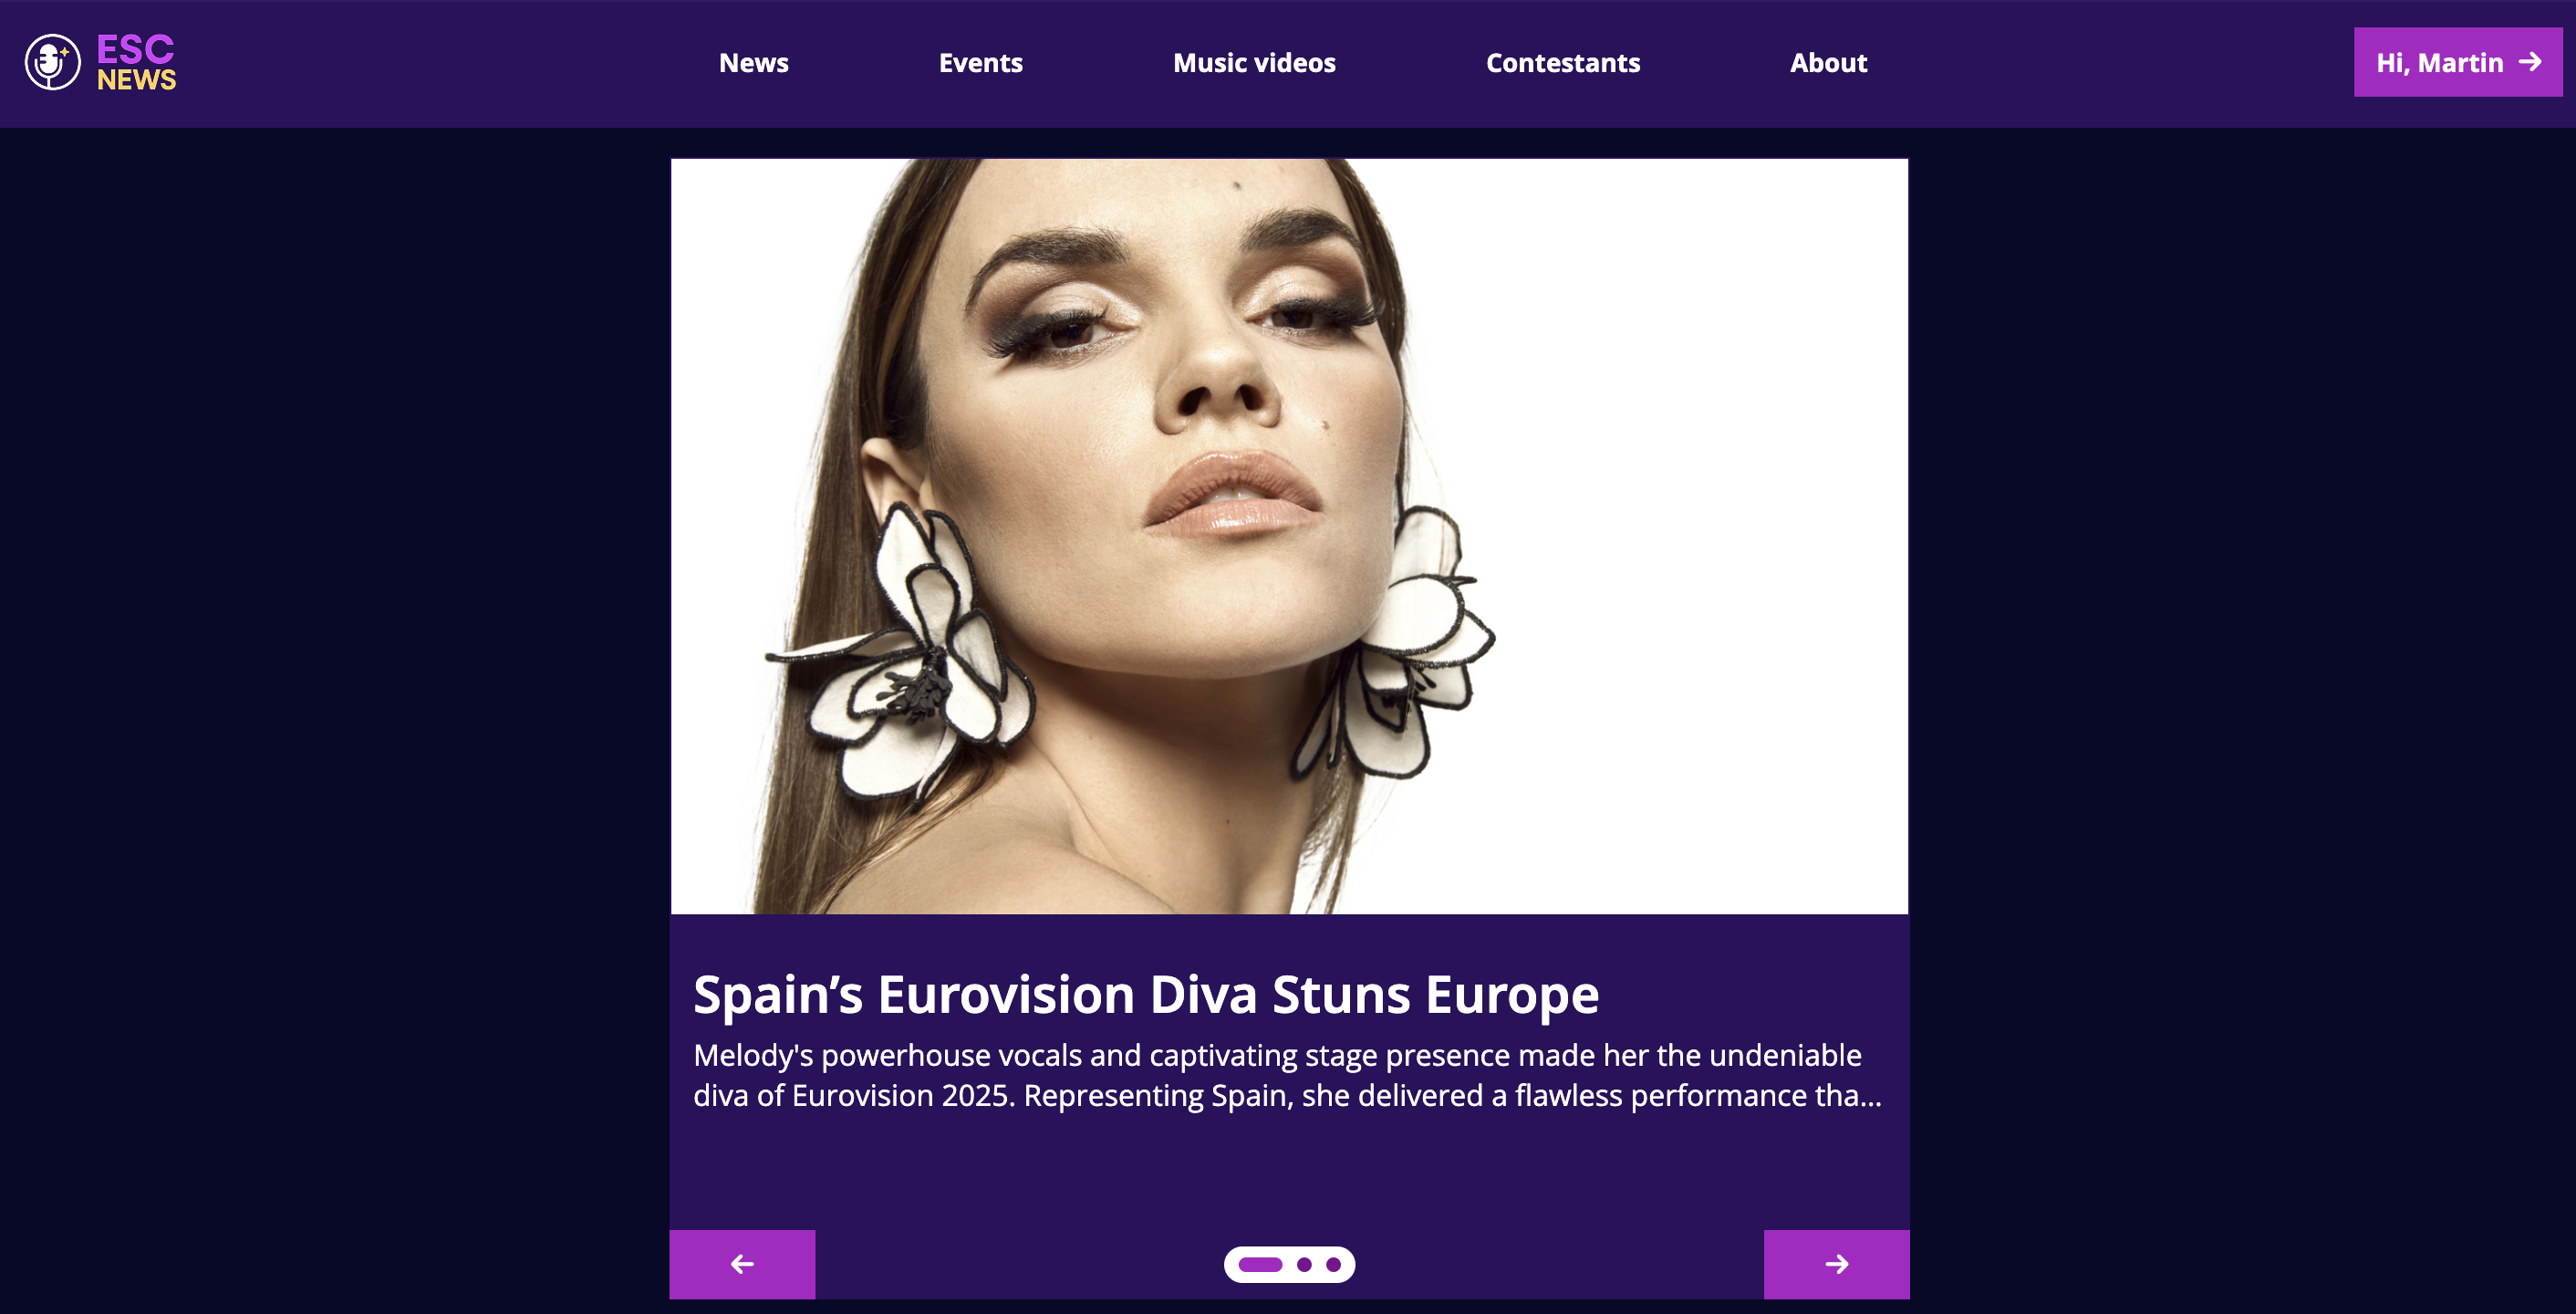 ESC
NEWS
News
Events
Music videos
Contestants
About
Hi, Martin
Spain’s Eurovision Diva Stuns Europe
Melody's powerhouse vocals and captivating stage presence made her the undeniable
diva of Eurovision 2025. Representing Spain, she delivered a flawless performance tha...